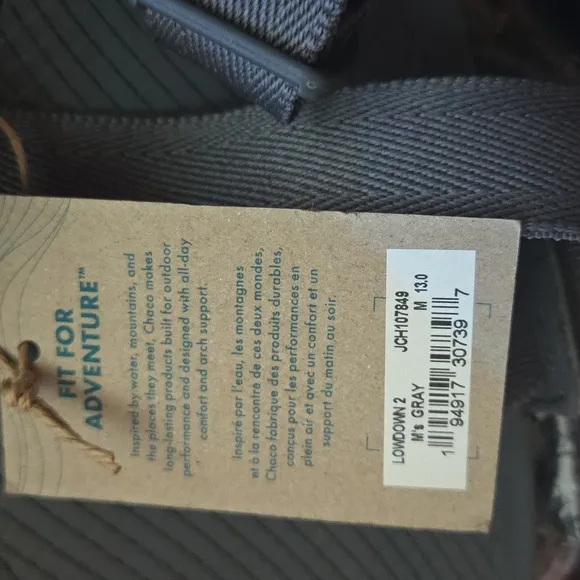 FIT FOR
ADVENTURE™
Inspired by water, mountains, and
the places they meet, Chaco makes
long-lasting products built for outdoor
performance and designed with all-day
comfort and arch support.
Inspiré par l'eau, les montagnes
et à la rencontre de ces deux mondes,
Chaco fabrique des produits durables,
conçus pour les performances en
plein air et avec un confort et un
support du matin au soir.
LOWDOWN 2 JCH107849
M's GRAY M 13.0
1 94917 30739 7